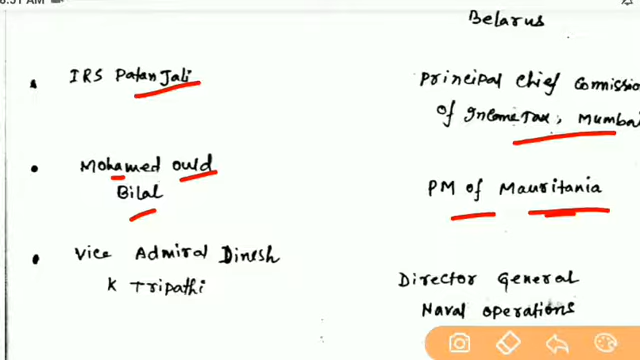 Belarus
IRS Patanjali
Principal Chief Commissio
of Income Tax, Mumbai
Mohamed ould
Bilal
PM of Mauritania
Vice Admiral Dinesh
K Tripathi
Director General
Naval operations